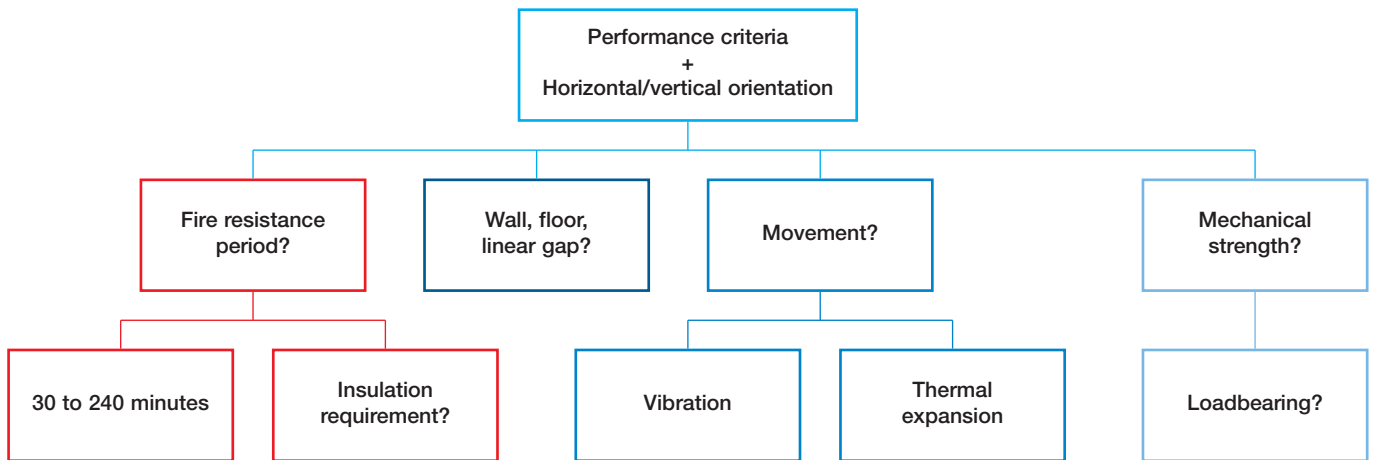 Performance criteria
+
Horizontal/vertical orientation
Fire resistance
period?
Wall, floor,
linear gap?
Movement?
Mechanical
strength?
30 to 240 minutes
Insulation
requirement?
Vibration
Thermal
expansion
Loadbearing?